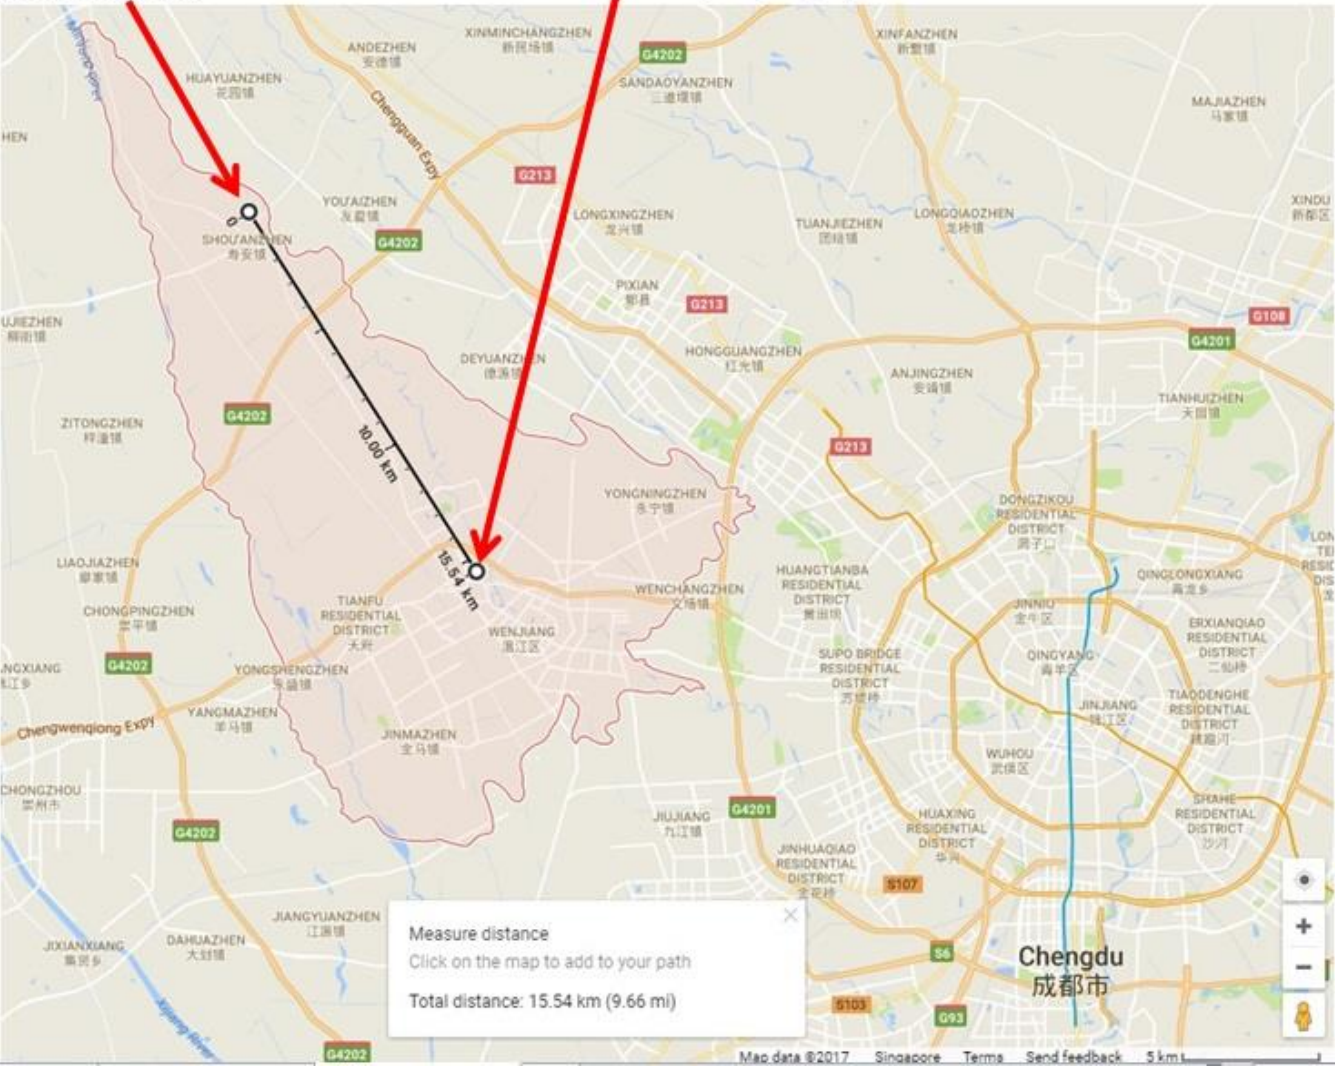 XINMINCHANGZHEN
新民场镇
ANDEZHEN
安德镇
G4202
XINFANZHEN
新繁镇
HUAYUANZHEN
花园镇
SANDAOYANZHEN
三道堰镇
Chengguan Expy
MAJIAZHEN
马家镇
HEN
G213
YOU'AIZHEN
友爱镇
LONGXINGZHEN
龙兴镇
TUANJIEZHEN
团结镇
LONGQIAOZHEN
龙桥镇
XINDU
新都区
0
SHOU'ANZHEN
寿安镇
G4202
PIXIAN
郫县
G213
G108
UJIEZHEN
柳街镇
G4201
DEYUANZHEN
德源镇
HONGGUANGZHEN
红光镇
ANJINGZHEN
安靖镇
TIANHUIZHEN
天回镇
G4202
ZITONGZHEN
梓潼镇
10.00 km
G213
YONGNINGZHEN
永宁镇
DONGZIKOU
RESIDENTIAL
DISTRICT
洞子口
LIAOJIAZHEN
廖家镇
15.54 km
HUANGTIANBA
RESIDENTIAL
DISTRICT
黄田坝
QINGLONGXIANG
青龙乡
CHONGPINGZHEN
崇平镇
TIANFU
RESIDENTIAL
DISTRICT
天府
WENCHANGZHEN
文场镇
JINNIU
金牛区
ERXIANQIAO
RESIDENTIAL
DISTRICT
二仙桥
WENJIANG
温江区
G4202
NGXIANG
YONGSHENGZHEN
永盛镇
SUPO BRIDGE
RESIDENTIAL
DISTRICT
苏坡桥
QINGYANG
青羊区
Chengwenqiong Expy
YANGMAZHEN
羊马镇
JINMAZHEN
金马镇
JINJIANG
锦江区
TIAODENGHE
RESIDENTIAL
DISTRICT
跳蹬河
WUHOU
武侯区
CHONGZHOU
崇州市
G4202
JIUJIANG
九江镇
G4201
HUAXING
RESIDENTIAL
DISTRICT
华兴
SHAHE
RESIDENTIAL
DISTRICT
沙河
JINHUAQIAO
RESIDENTIAL
DISTRICT
金花桥
S107
JIANGYUANZHEN
江源镇
JIXIANXIANG
集贤乡
DAHUAZHEN
大划镇
Measure distance
Click on the map to add to your path
Total distance: 15.54 km (9.66 mi)
S6
Chengdu
成都市
S103
G93
G4202
Map data ©2017 Singapore Terms Send feedback 5 km